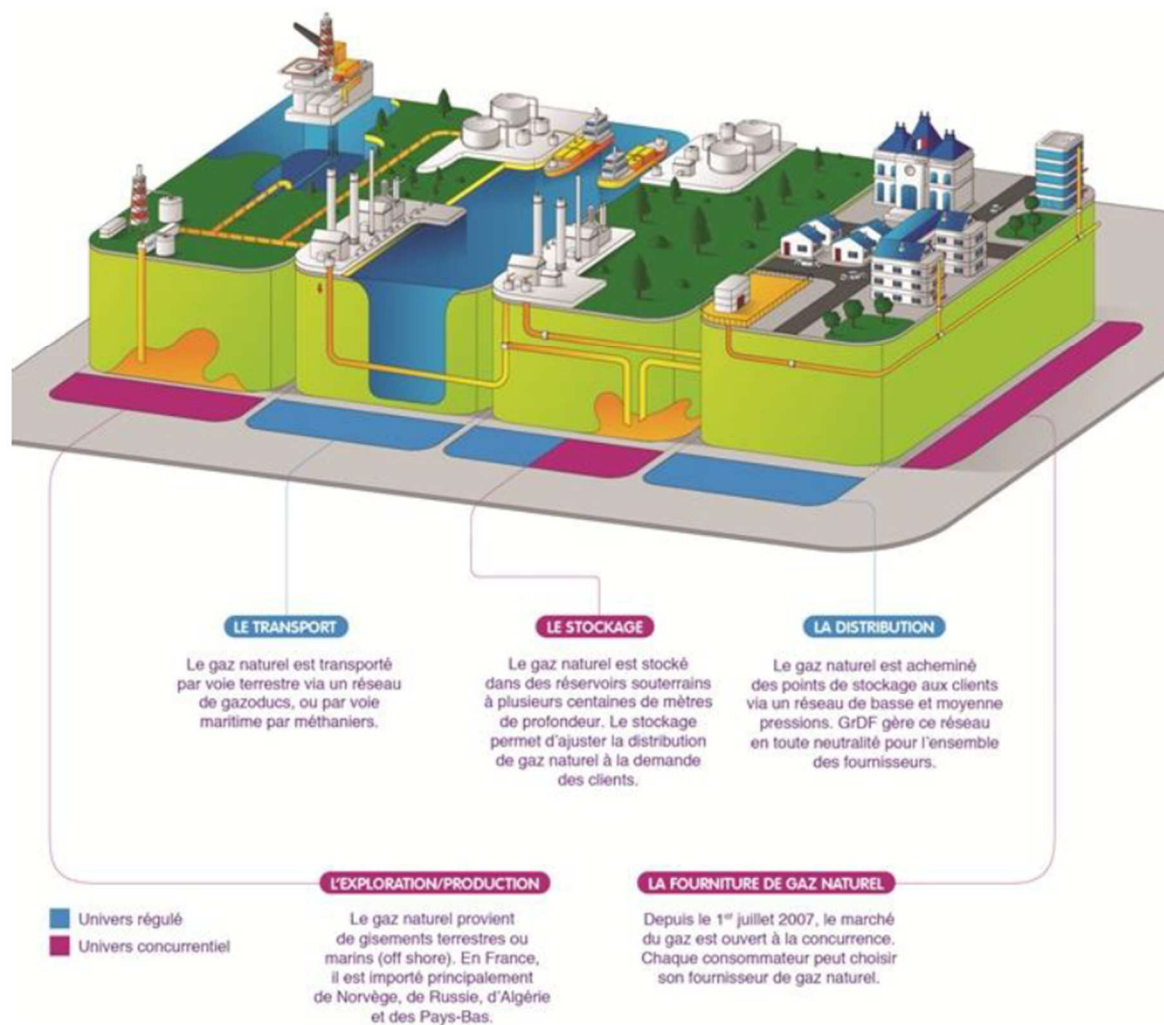 LE TRANSPORT
Le gaz naturel est transporté
par voie terrestre via un réseau
de gazoducs, ou par voie
maritime par méthaniers.
LE STOCKAGE
Le gaz naturel est stocké
dans des réservoirs souterrains
à plusieurs centaines de mètres
de profondeur. Le stockage
permet d'ajuster la distribution
de gaz naturel à la demande
des clients.
LA DISTRIBUTION
Le gaz naturel est acheminé
des points de stockage aux clients
via un réseau de basse et moyenne
pressions. GrDF gère ce réseau
en toute neutralité pour l'ensemble
des fournisseurs.
Univers régulé
Univers concurrentiel
L'EXPLORATION/PRODUCTION
Le gaz naturel provient
de gisements terrestres ou
marins (off shore). En France,
il est importé principalement
de Norvège, de Russie, d'Algérie
et des Pays-Bas.
LA FOURNITURE DE GAZ NATUREL
Depuis le 1er juillet 2007, le marché
du gaz est ouvert à la concurrence.
Chaque consommateur peut choisir
son fournisseur de gaz naturel.